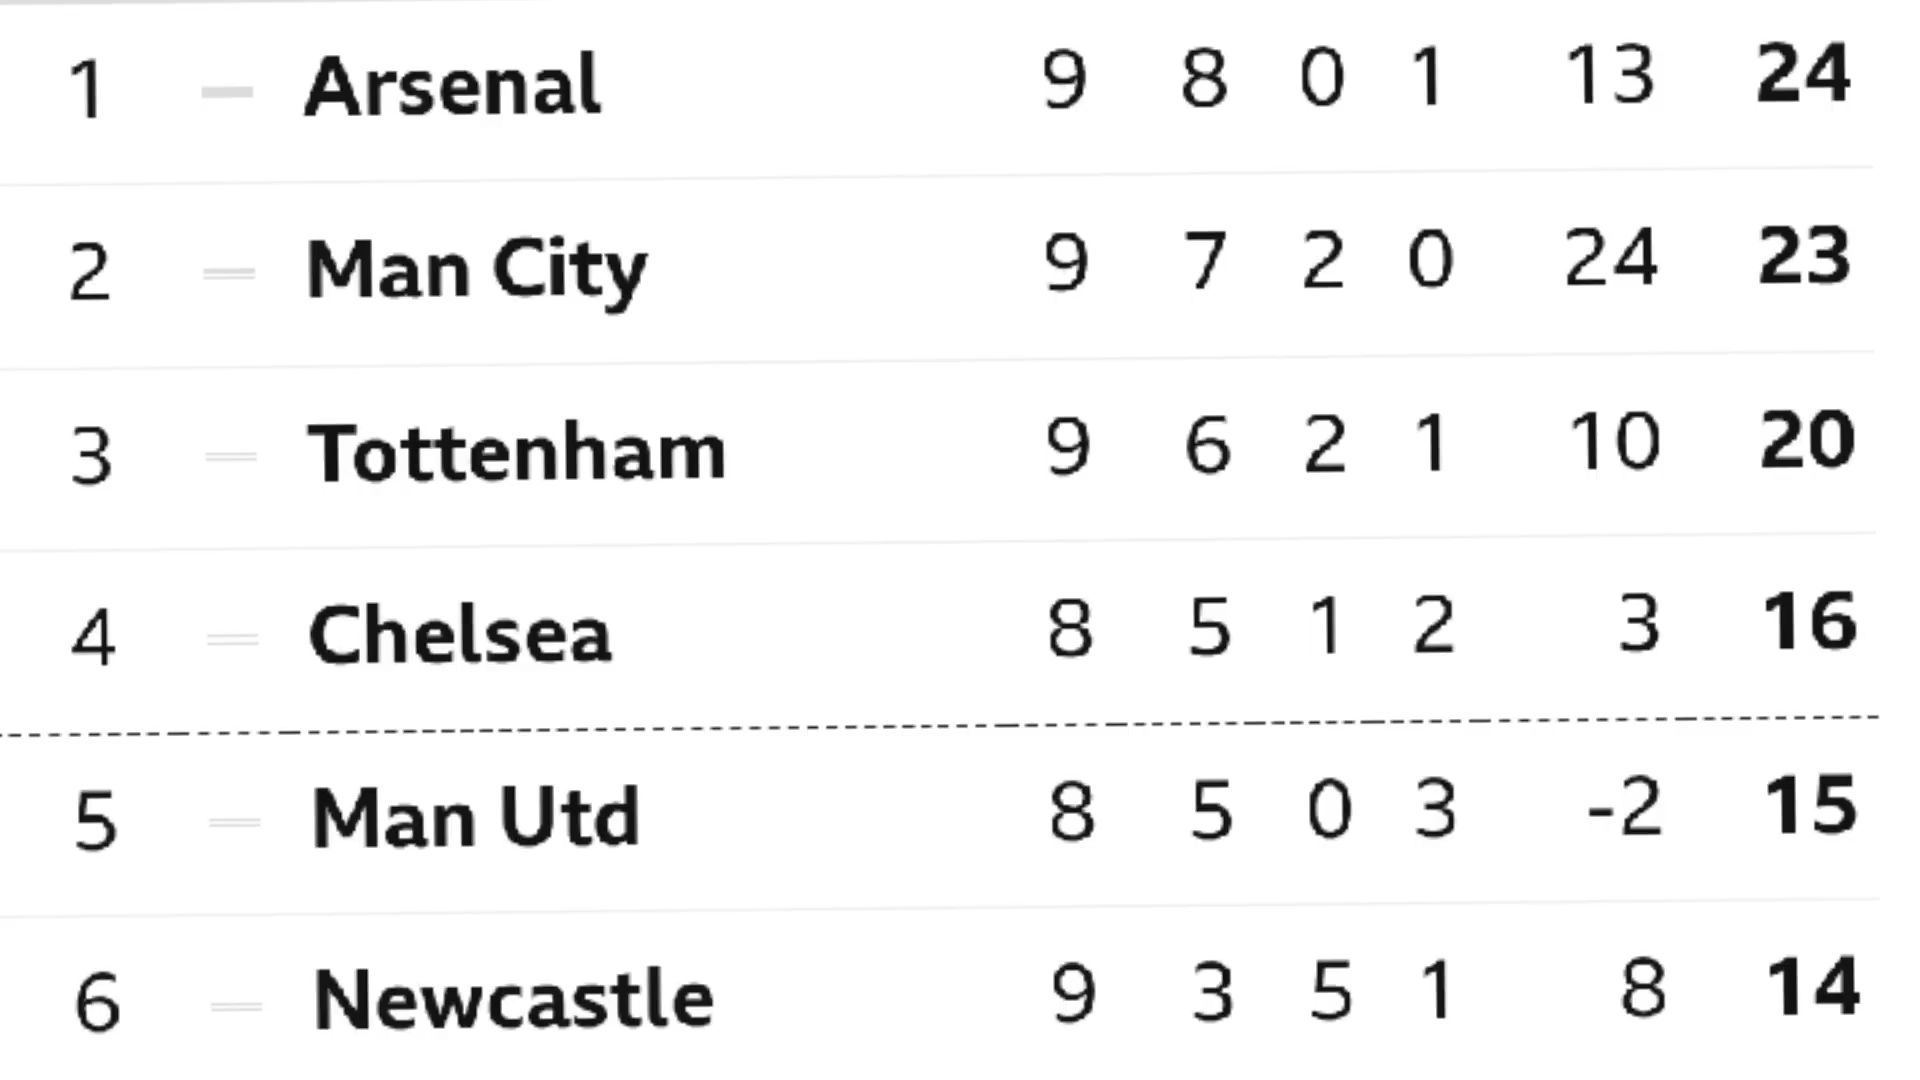 1 Arsenal 9 8 0 1 13 24
2 Man City 9 7 2 0 24 23
3 Tottenham 9 6 2 1 10 20
4 Chelsea 8 5 1 2 3 16
5 Man Utd 8 5 0 3 -2 15
6 Newcastle 9 3 5 1 8 14